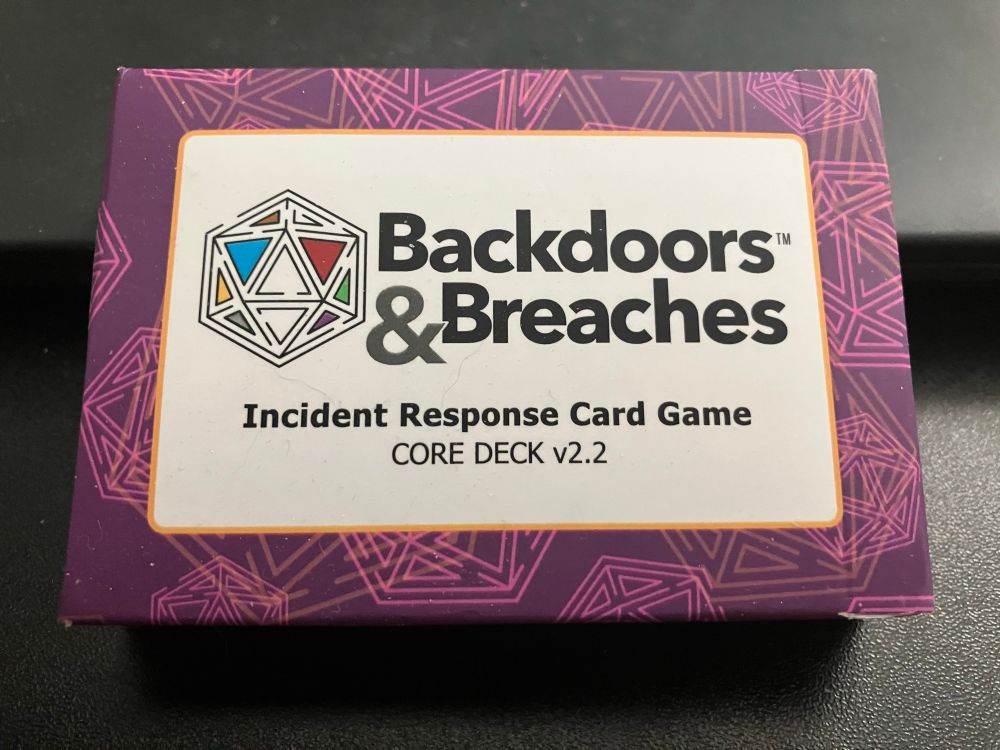 Backdoors™
&Breaches
Incident Response Card Game
CORE DECK v2.2